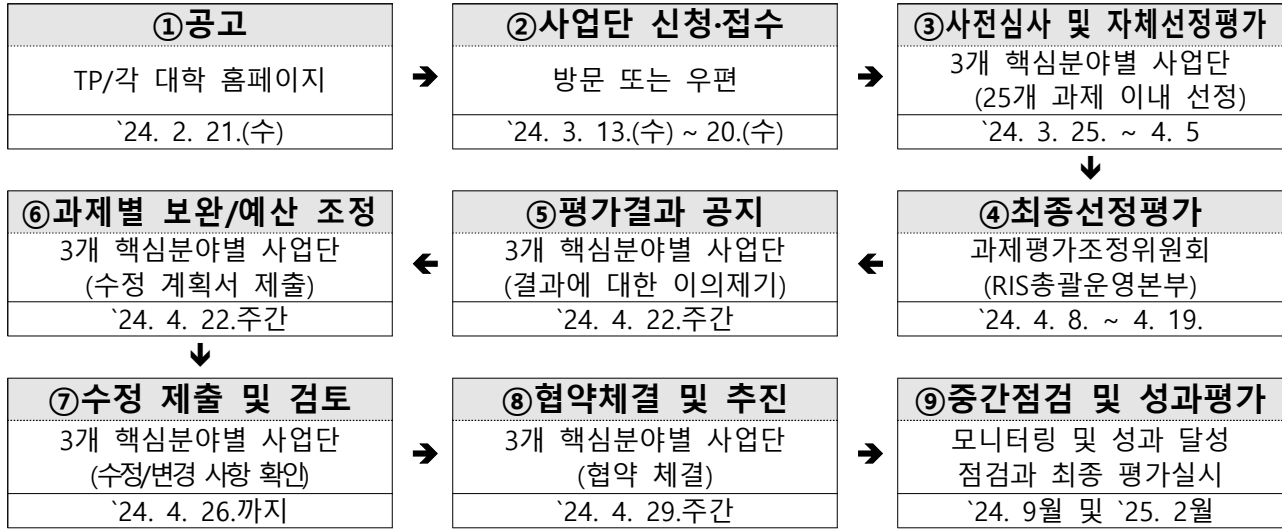 ①공고
TP/각 대학 홈페이지
`24. 2. 21.(수)
②사업단 신청·접수
방문 또는 우편
`24. 3. 13.(수) ~ 20.(수)
③사전심사 및 자체선정평가
3개 핵심분야별 사업단
(25개 과제 이내 선정)
`24. 3. 25. ~ 4. 5
④최종선정평가
과제평가조정위원회
(RIS총괄운영본부)
`24. 4. 8. ~ 4. 19.
⑤평가결과 공지
3개 핵심분야별 사업단
(결과에 대한 이의제기)
`24. 4. 22.주간
⑥과제별 보완/예산 조정
3개 핵심분야별 사업단
(수정 계획서 제출)
`24. 4. 22.주간
⑦수정 제출 및 검토
3개 핵심분야별 사업단
(수정/변경 사항 확인)
`24. 4. 26.까지
⑧협약체결 및 추진
3개 핵심분야별 사업단
(협약 체결)
`24. 4. 29.주간
⑨중간점검 및 성과평가
모니터링 및 성과 달성
점검과 최종 평가실시
`24. 9월 및 `25. 2월